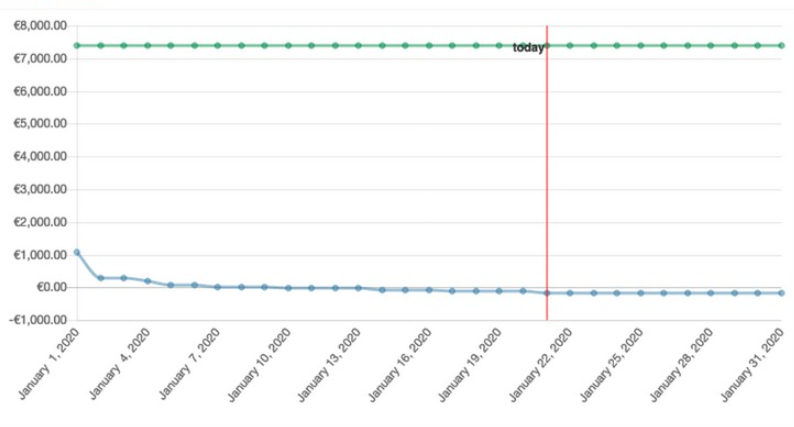 €8,000.00
€7,000.00
€6,000.00
€5,000.00
€4,000.00
€3,000.00
€2,000.00
€1,000.00
€0.00
-€1,000.00
today
January 1, 2020
January 4, 2020
January 7, 2020
January 10, 2020
January 13, 2020
January 16, 2020
January 19, 2020
January 22, 2020
January 25, 2020
January 28, 2020
January 31, 2020